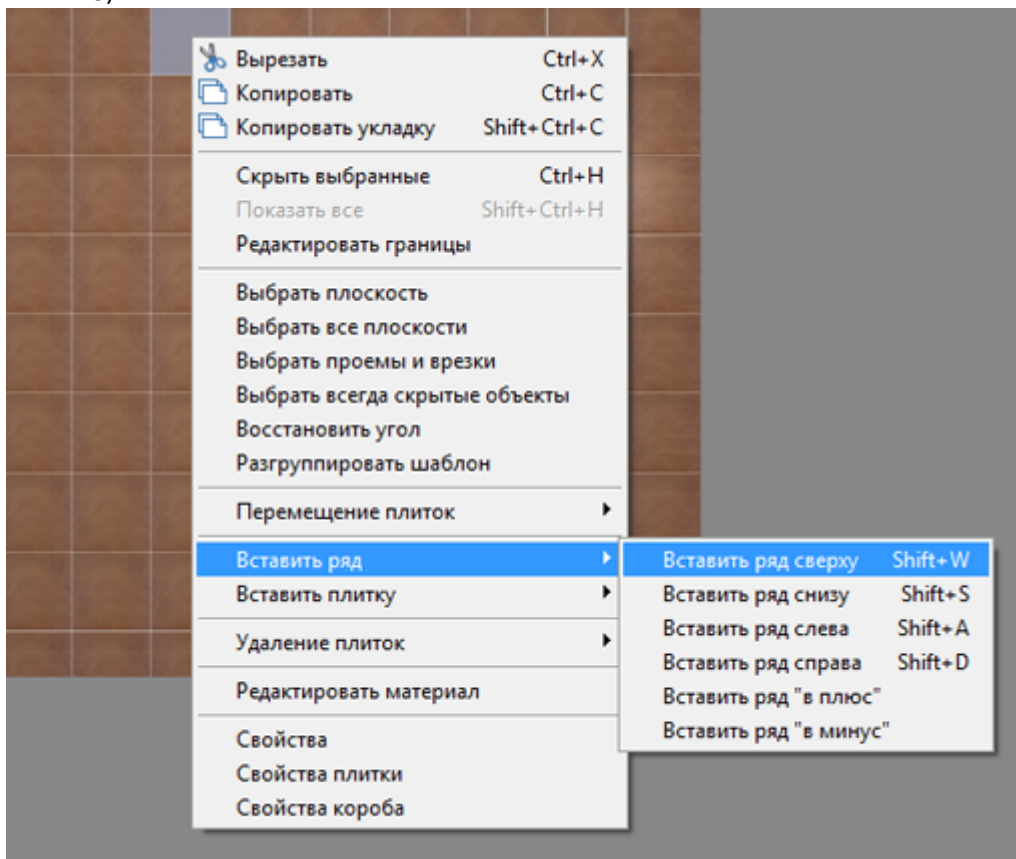 Вырезать Ctrl+X
Копировать Ctrl+C
Копировать укладку Shift+Ctrl+C
Скрыть выбранные Ctrl+H
Показать все Shift+Ctrl+H
Редактировать границы
Выбрать плоскость
Выбрать все плоскости
Выбрать проемы и врезки
Выбрать всегда скрытые объекты
Восстановить угол
Разгруппировать шаблон
Перемещение плиток
Вставить ряд
Вставить плитку
Удаление плиток
Редактировать материал
Свойства
Свойства плитки
Свойства короба
Вставить ряд сверху Shift+W
Вставить ряд снизу Shift+S
Вставить ряд слева Shift+A
Вставить ряд справа Shift+D
Вставить ряд "в плюс"
Вставить ряд "в минус"